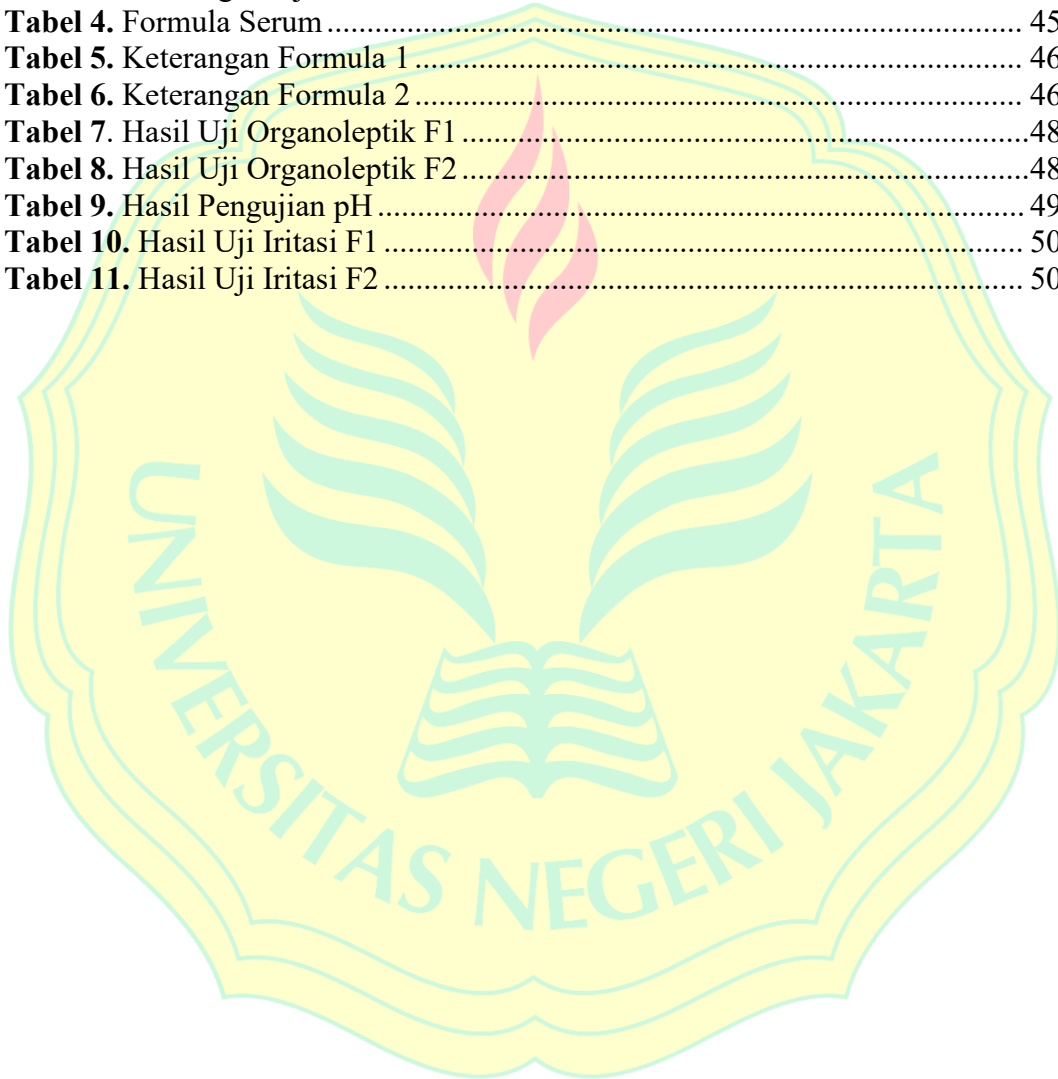 Tabel 4. Formula Serum ........................................................................................ 45
Tabel 5. Keterangan Formula 1 ............................................................................ 46
Tabel 6. Keterangan Formula 2 ............................................................................ 46
Tabel 7. Hasil Uji Organoleptik F1 ......................................................................48
Tabel 8. Hasil Uji Organoleptik F2 ......................................................................48
Tabel 9. Hasil Pengujian pH ................................................................................. 49
Tabel 10. Hasil Uji Iritasi F1 ................................................................................ 50
Tabel 11. Hasil Uji Iritasi F2 ................................................................................ 50
UNIVERSITAS NEGERI JAKARTA